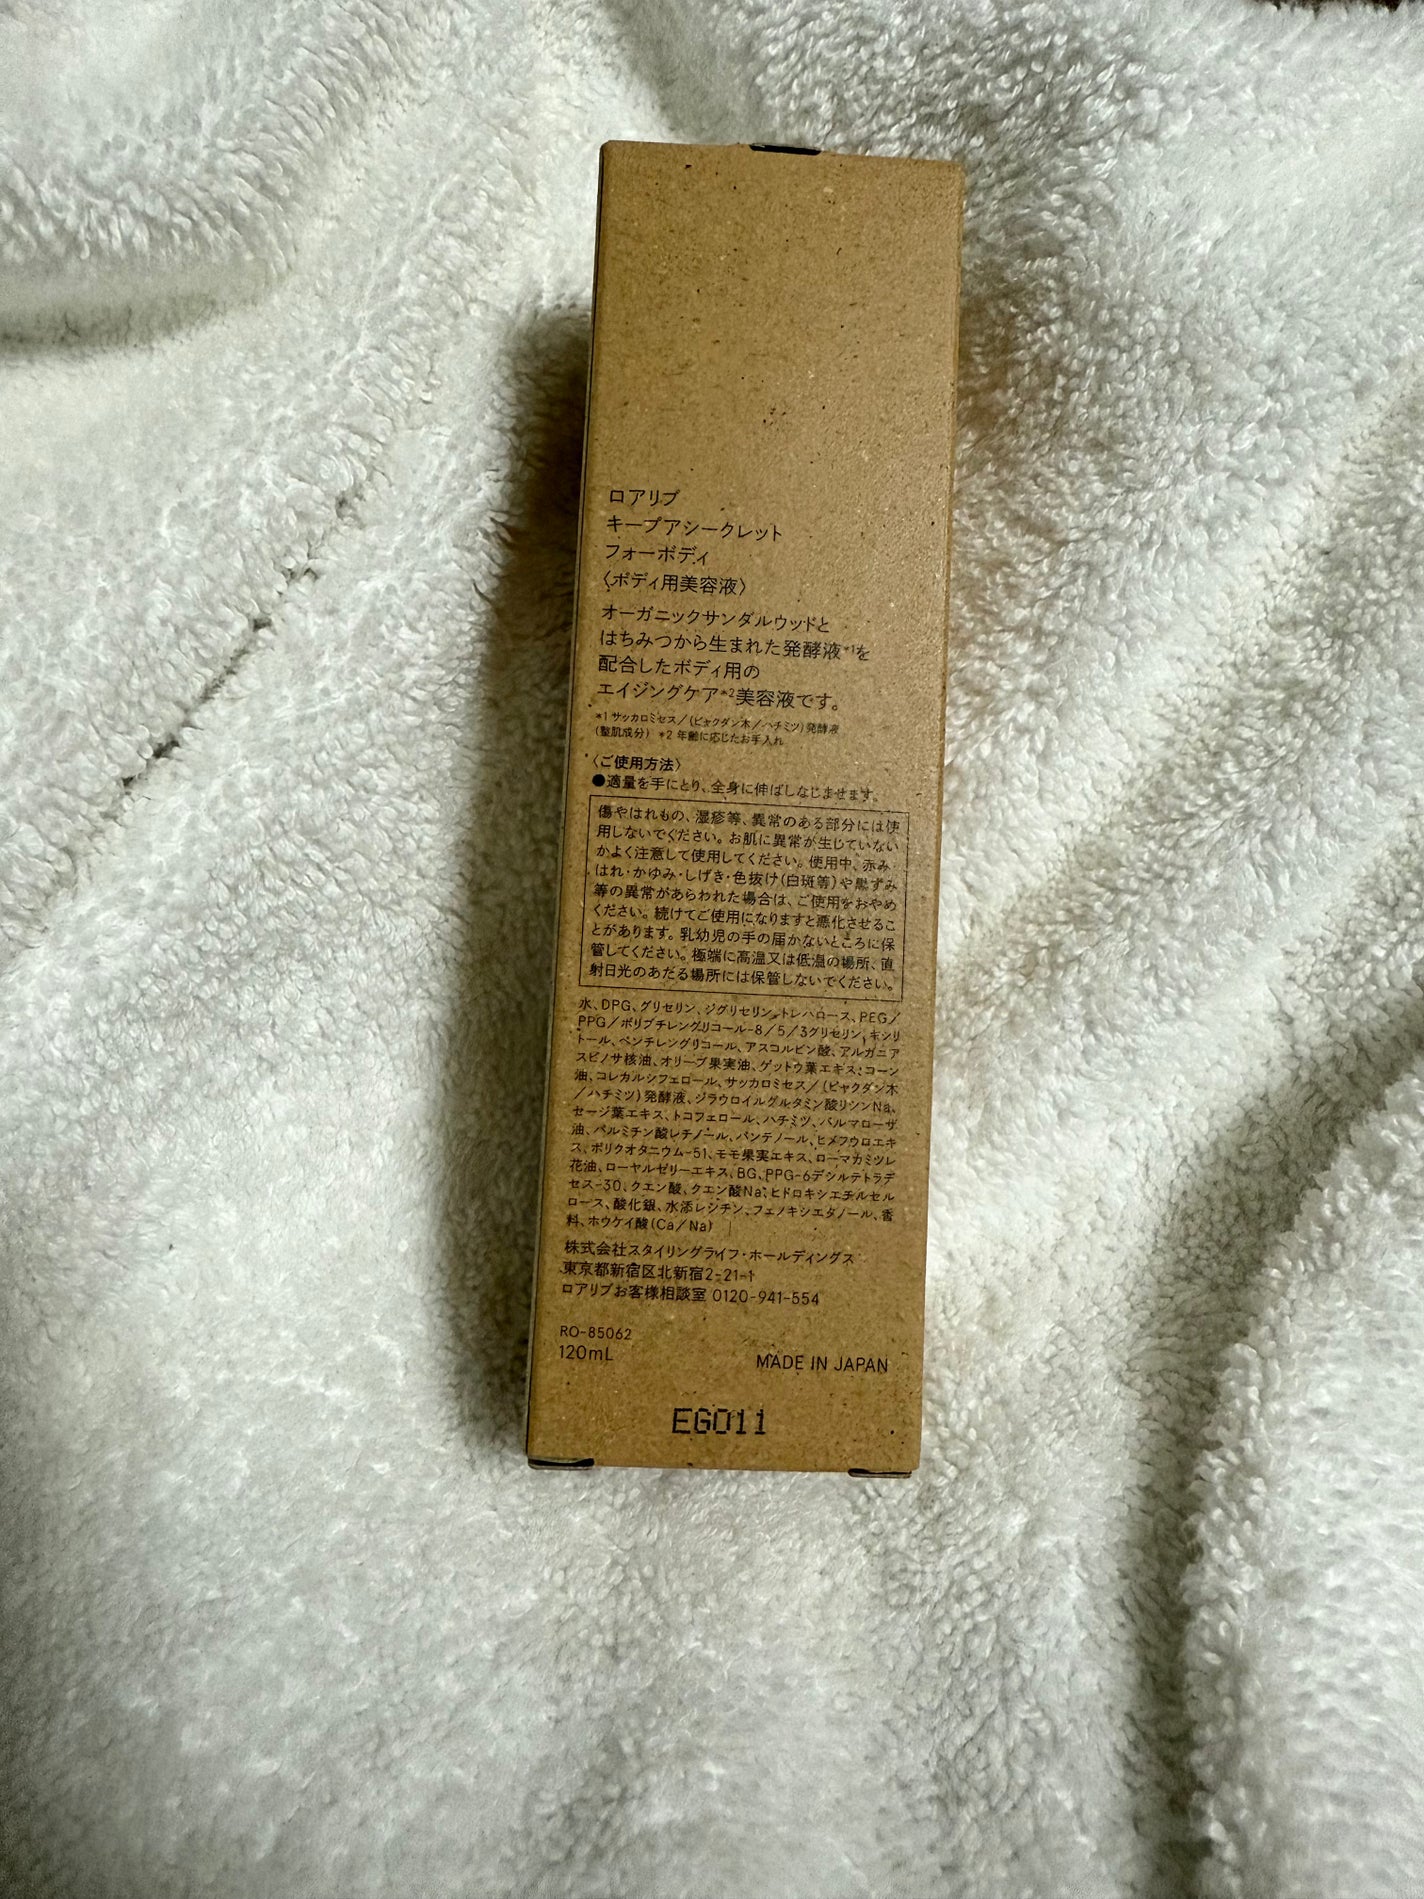 ロアリブ
キープアシークレット
フォーボディ
〈ボディ用美容液〉
オーガニックサンダルウッドと
はちみつから生まれた発酵液*1を
配合したボディ用の
エイジングケア*2美容液です。
*1 サッカロミセス/(ビャクダン木/ハチミツ)発酵液
(整肌成分) *2 年齢に応じたお手入れ
〈ご使用方法〉
●適量を手にとり、全身に伸ばしなじませます。
傷やはれもの、湿疹等、異常のある部分には使
用しないでください。お肌に異常が生じていない
かよく注意して使用してください。使用中、赤み・
はれ・かゆみ・しげき・色抜け(白斑等)や黒ずみ
等の異常があらわれた場合は、ご使用をおやめ
ください。続けてご使用になりますと悪化させるこ
とがあります。乳幼児の手の届かないところに保
管してください。極端に高温又は低温の場所、直
射日光のあたる場所には保管しないでください。
水、DPG、グリセリン、ジグリセリン、トレハロース、PEG/
PPG/ポリブチレングリコール-8/5/3グリセリン、キシリ
トール、ペンチレングリコール、アスコルビン酸、アルガニア
スピノサ核油、オリーブ果実油、ゲットウ葉エキス、コーン
油、コレカルシフェロール、サッカロミセス/(ビャクダン木
/ハチミツ)発酵液、ジラウロイルグルタミン酸リシンNa、
セージ葉エキス、トコフェロール、ハチミツ、パルマローザ
油、パルミチン酸レチノール、パンテノール、ヒメフウロエキ
ス、ポリクオタニウム-51、モモ果実エキス、ローマカミツレ
花油、ローヤルゼリーエキス、BG、PPG-6デシルテトラデ
セス-30、クエン酸、クエン酸Na、ヒドロキシエチルセル
ロース、酸化銀、水添レシチン、フェノキシエタノール、香
料、ホウケイ酸(Ca/Na)
株式会社スタイリングライフ・ホールディングス
東京都新宿区北新宿2-21-1
ロアリブお客様相談室 0120-941-554
RO-85062
120mL
MADE IN JAPAN
EG011